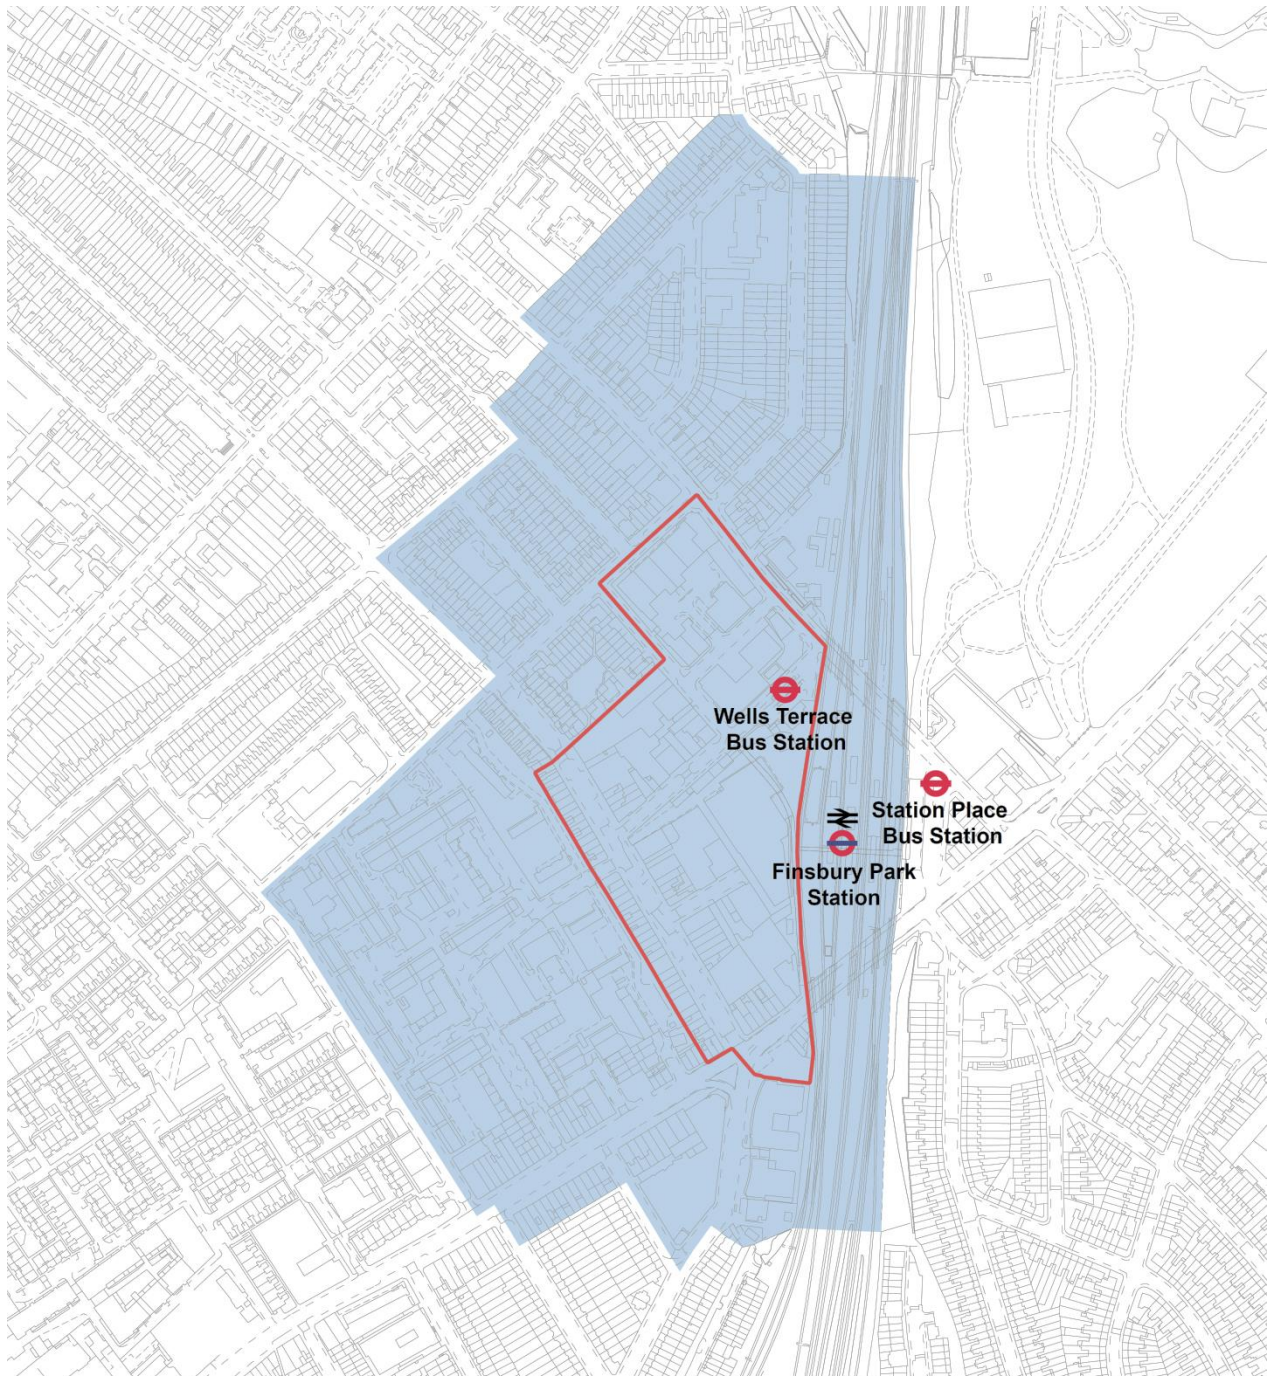 Wells Terrace
Bus Station
Station Place
Bus Station
Finsbury Park
Station